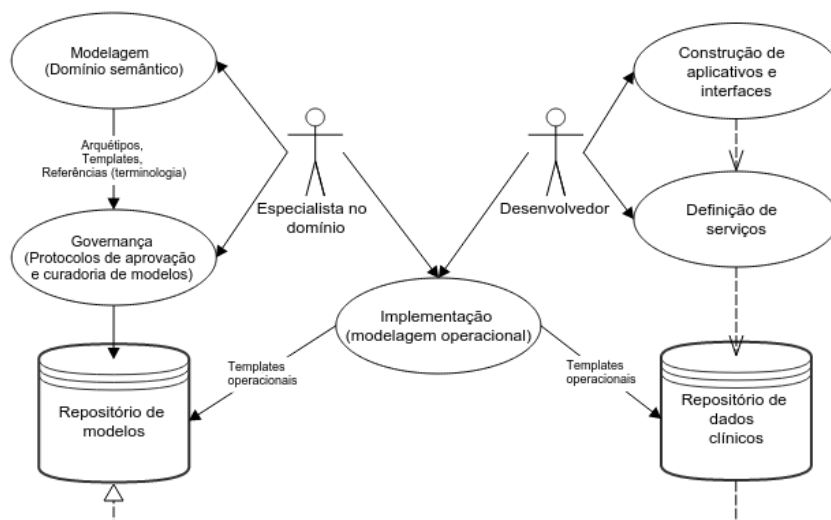 Modelagem
(Domínio semântico)
Arquétipos,
Templates,
Referências (terminologia)
Governança
(Protocolos de aprovação
e curadoria de modelos)
Repositório de
modelos
Especialista no
domínio
Desenvolvedor
Implementação
(modelagem operacional)
Templates
operacionais
Templates
operacionais
Construção de
aplicativos e
interfaces
Definição de
serviços
Repositório de
dados
clínicos